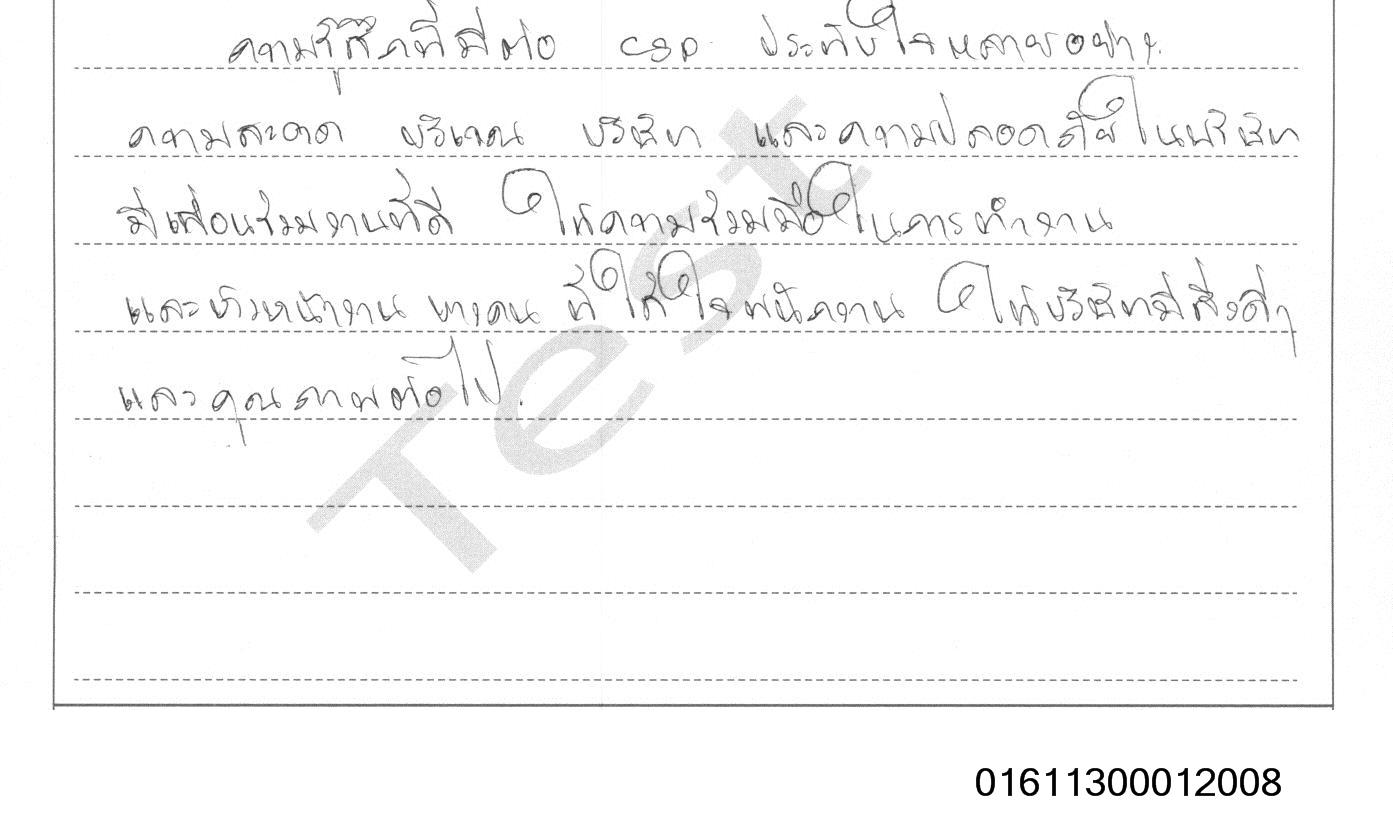 ความรู้สึกที่มีต่อ CSP ประทับใจหลายอย่าง
ความสะอาด บริเวณ บริษัท และความปลอดภัยในบริษัท
มีเพื่อนร่วมงานที่ดี ให้ความร่วมมือในการทำงาน
และหัวหน้างาน บางคน ที่ใส่ใจพนักงาน ให้บริษัทมีสิ่งดีๆ
และคุณภาพต่อไป.
Test
01611300012008